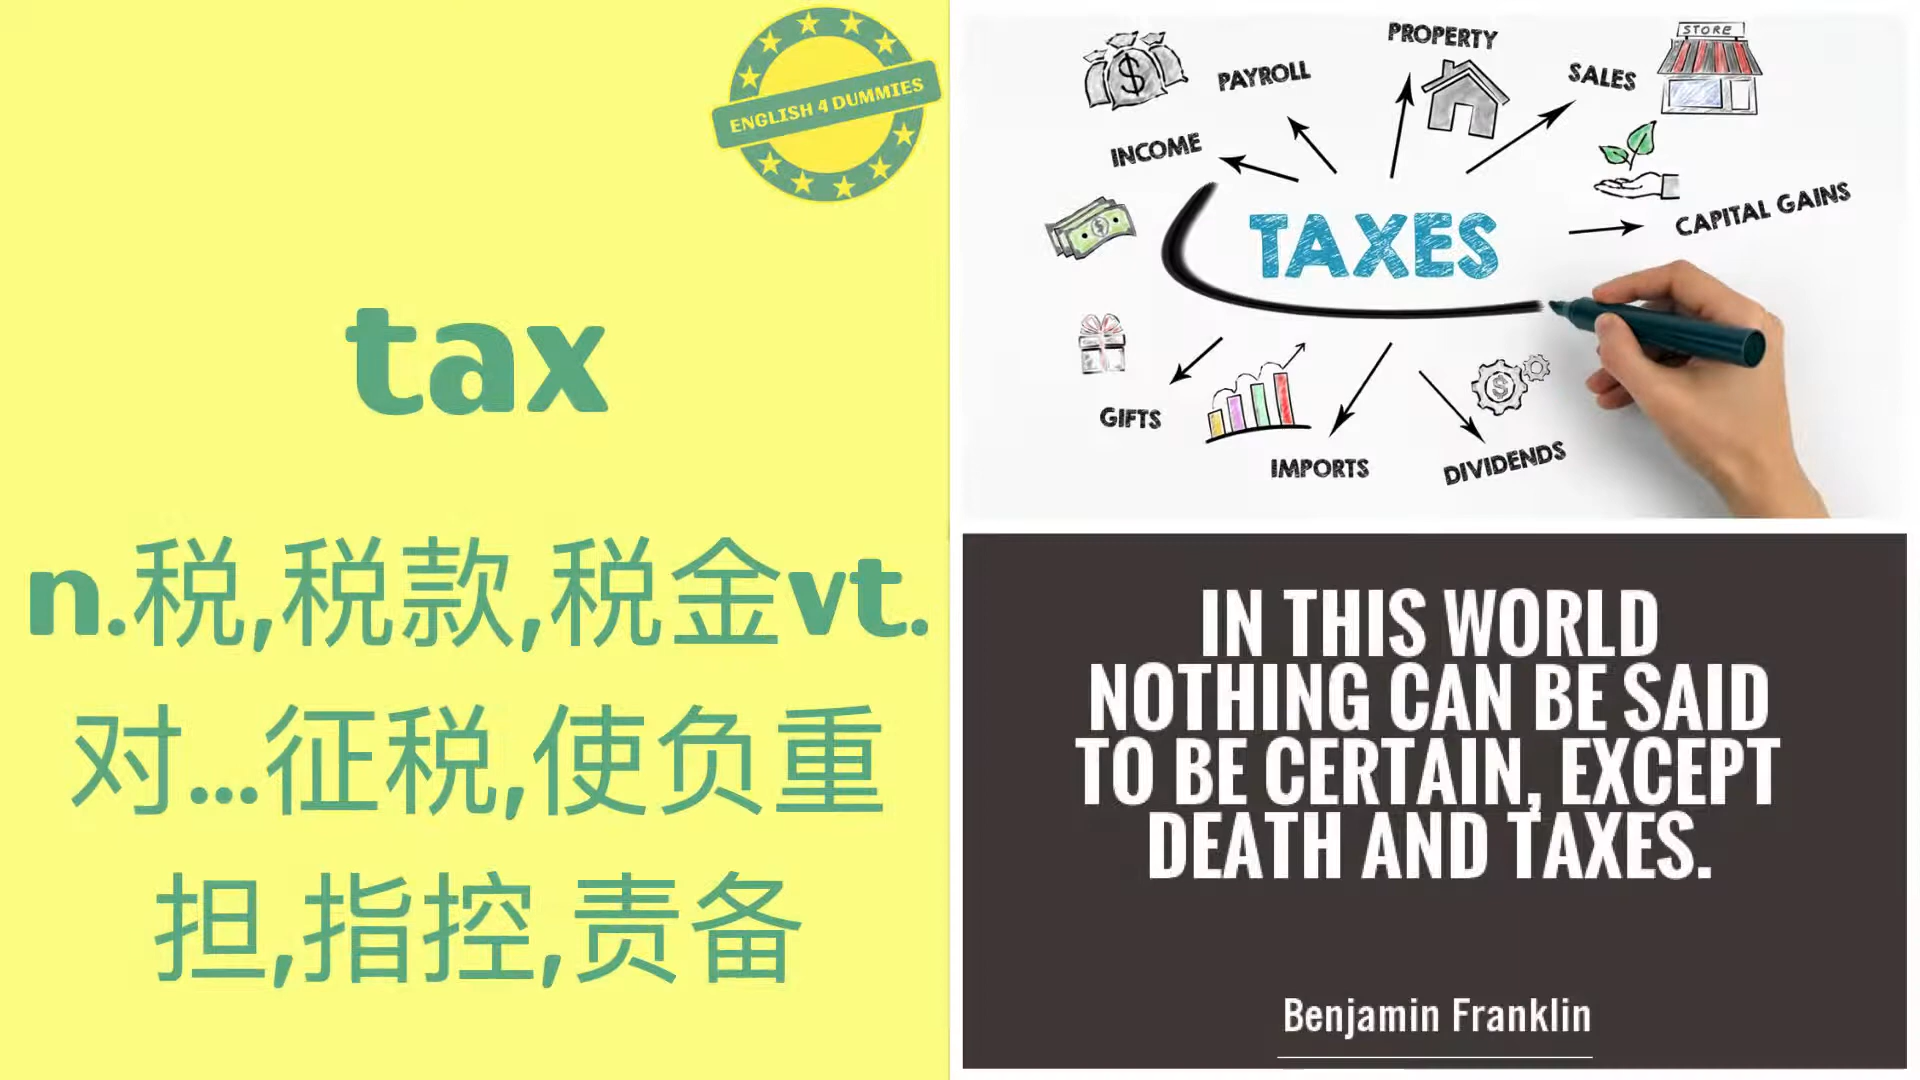 ENGLISH 4 DUMMIES
tax
n.税,税款,税金vt.
对...征税,使负重
担,指控,责备
PROPERTY
STORE
PAYROLL
SALES
INCOME
CAPITAL GAINS
TAXES
GIFTS
IMPORTS
DIVIDENDS
IN THIS WORLD
NOTHING CAN BE SAID
TO BE CERTAIN, EXCEPT
DEATH AND TAXES.
Benjamin Franklin